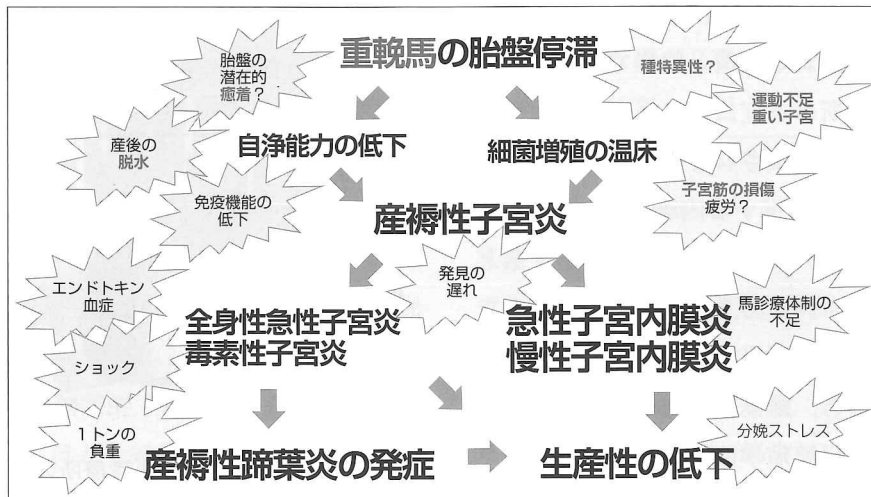 重輓馬の胎盤停滞
胎盤の
潜在的
癒着？
種特異性？
運動不足
重い子宮
産後の
脱水
自浄能力の低下
細菌増殖の温床
免疫機能の
低下
子宮筋の損傷
疲労？
産褥性子宮炎
発見の
遅れ
エンドトキン
血症
全身性急性子宮炎
毒素性子宮炎
急性子宮内膜炎
慢性子宮内膜炎
馬診療体制の
不足
ショック
１トンの
負重
分娩ストレス
産褥性蹄葉炎の発症
生産性の低下